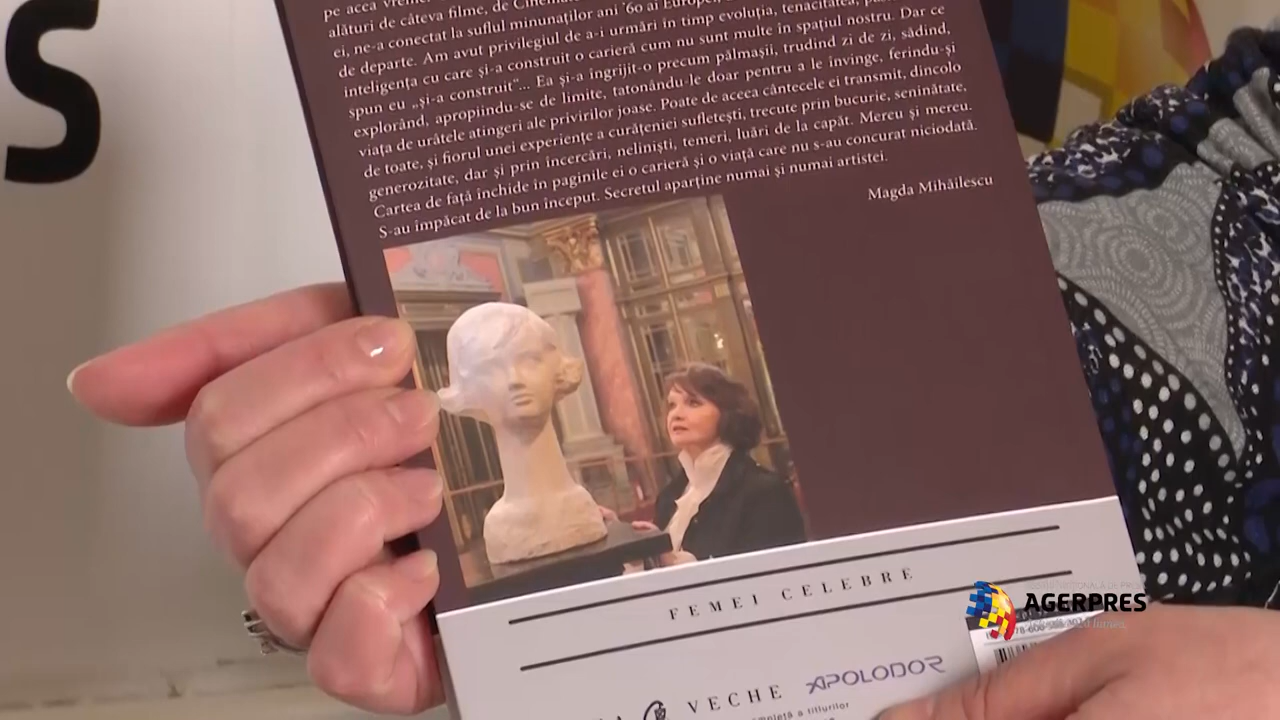 S
pe acea vreme
alături de câteva filme, de Cinema
ei, ne-a conectat la suflul minunaților ani '60 ai Europei,
de departe. Am avut privilegiul de a-i urmări în timp evoluția, tenacitatea,
inteligența cu care și-a construit o carieră cum nu sunt multe în spațiul nostru. Dar ce
spun eu „și-a construit“... Ea și-a îngrijit-o precum pălmașii, trudind zi de zi, sădind,
explorând, apropiindu-se de limite, tatonându-le doar pentru a le învinge, ferindu-și
viața de urâtele atingeri ale privirilor joase. Poate de aceea cântecele ei transmit, dincolo
de toate, și fiorul unei experiențe a curățeniei sufletești, trecute prin bucurie, seninătate,
generozitate, dar și prin încercări, neliniști, temeri, luări de la capăt. Mereu și mereu.
Cartea de față închide în paginile ei o carieră și o viață care nu s-au concurat niciodată.
S-au împăcat de la bun început. Secretul aparține numai și numai artistei.
Magda Mihăilescu
FEMEI CELEBRE
AGERPRES
VECHE APOLODOR
a titlurilor